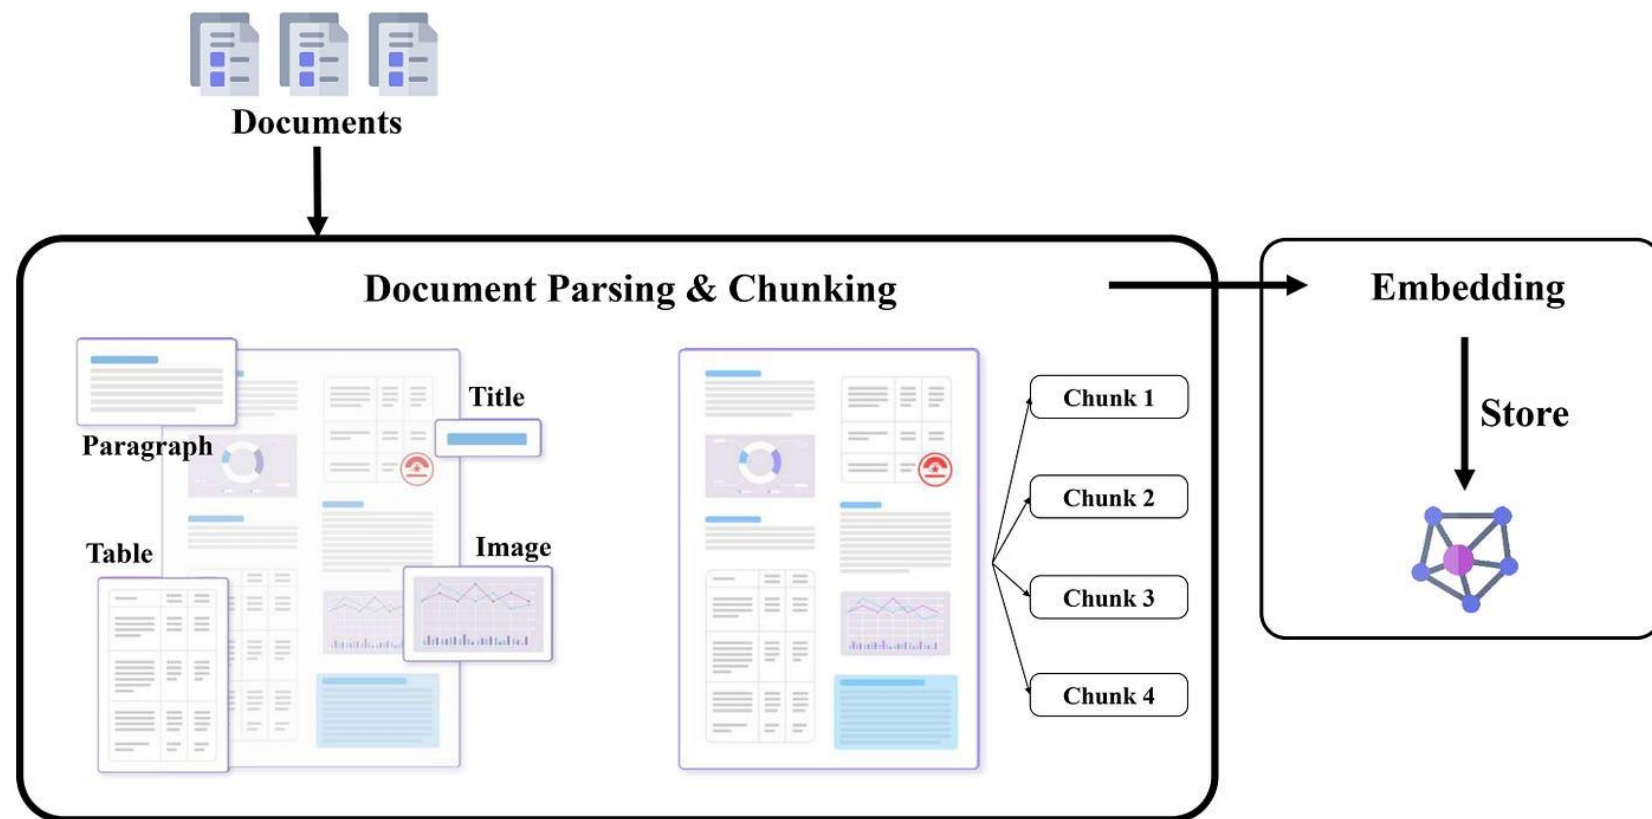 Documents
Document Parsing & Chunking
Embedding
Paragraph
Title
Table
Image
Chunk 1
Chunk 2
Chunk 3
Chunk 4
Store